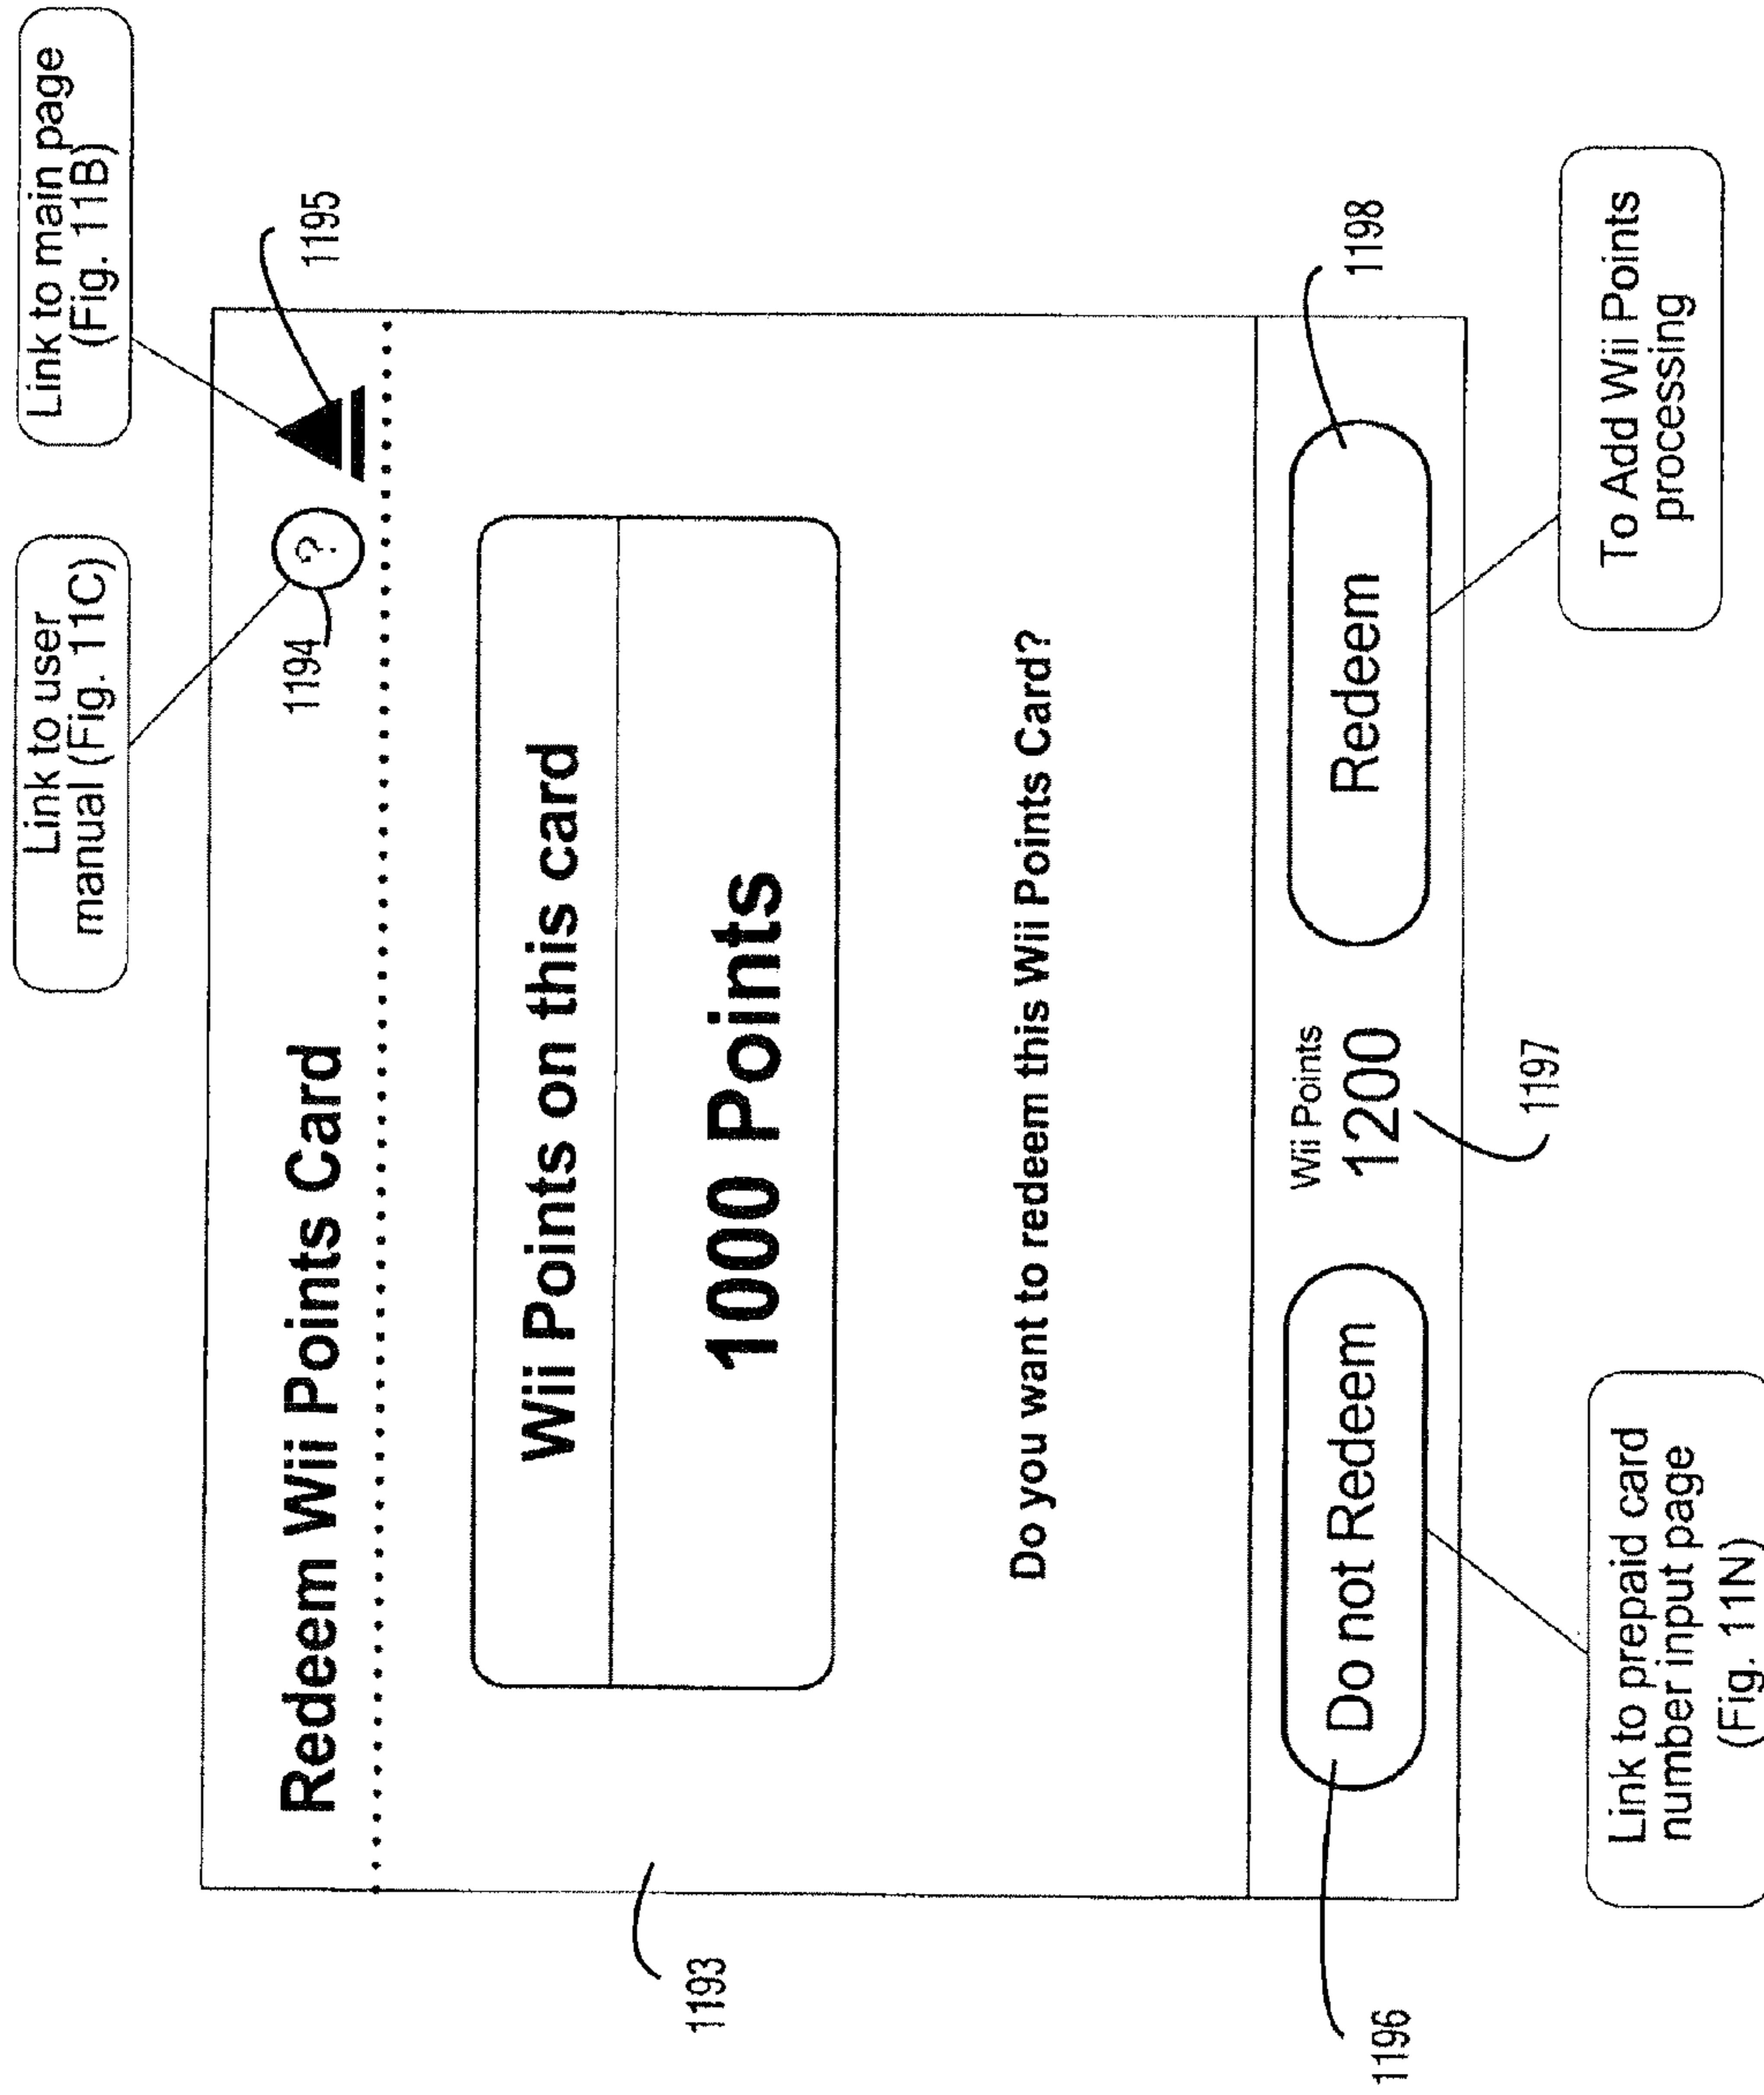 Link to user
manual (Fig. 11C)
Link to main page
(Fig. 11B)
Redeem Wii Points Card
1194
?
1195
Wii Points on this card
1000 Points
1193
Do you want to redeem this Wii Points Card?
Do not Redeem
Wii Points
1200
Redeem
1196
1197
1198
Link to prepaid card
number input page
(Fig. 11N)
To Add Wii Points
processing